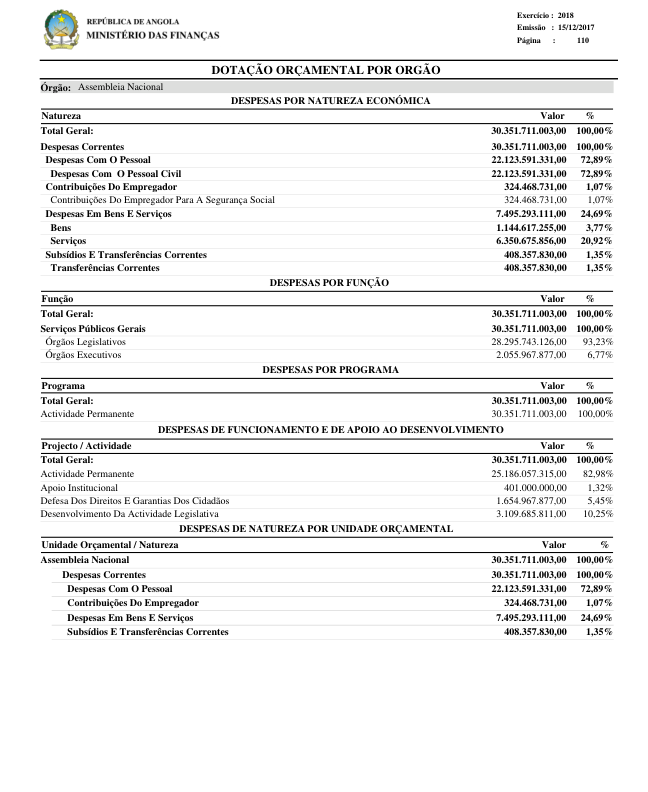 REPÚBLICA DE ANGOLA
MINISTÉRIO DAS FINANÇAS
Exercício : 2018
Emissão : 15/12/2017
Página : 110
DOTAÇÃO ORÇAMENTAL POR ORGÃO
Órgão: Assembleia Nacional
DESPESAS POR NATUREZA ECONÓMICA
Natureza Valor %
Total Geral: 30.351.711.003,00 100,00%
Despesas Correntes 30.351.711.003,00 100,00%
Despesas Com O Pessoal 22.123.591.331,00 72,89%
Despesas Com O Pessoal Civil 22.123.591.331,00 72,89%
Contribuições Do Empregador 324.468.731,00 1,07%
Contribuições Do Empregador Para A Segurança Social 324.468.731,00 1,07%
Despesas Em Bens E Serviços 7.495.293.111,00 24,69%
Bens 1.144.617.255,00 3,77%
Serviços 6.350.675.856,00 20,92%
Subsídios E Transferências Correntes 408.357.830,00 1,35%
Transferências Correntes 408.357.830,00 1,35%
DESPESAS POR FUNÇÃO
Função Valor %
Total Geral: 30.351.711.003,00 100,00%
Serviços Públicos Gerais 30.351.711.003,00 100,00%
Órgãos Legislativos 28.295.743.126,00 93,23%
Órgãos Executivos 2.055.967.877,00 6,77%
DESPESAS POR PROGRAMA
Programa Valor %
Total Geral: 30.351.711.003,00 100,00%
Actividade Permanente 30.351.711.003,00 100,00%
DESPESAS DE FUNCIONAMENTO E DE APOIO AO DESENVOLVIMENTO
Projecto / Actividade Valor %
Total Geral: 30.351.711.003,00 100,00%
Actividade Permanente 25.186.057.315,00 82,98%
Apoio Institucional 401.000.000,00 1,32%
Defesa Dos Direitos E Garantias Dos Cidadãos 1.654.967.877,00 5,45%
Desenvolvimento Da Actividade Legislativa 3.109.685.811,00 10,25%
DESPESAS DE NATUREZA POR UNIDADE ORÇAMENTAL
Unidade Orçamental / Natureza Valor %
Assembleia Nacional 30.351.711.003,00 100,00%
Despesas Correntes 30.351.711.003,00 100,00%
Despesas Com O Pessoal 22.123.591.331,00 72,89%
Contribuições Do Empregador 324.468.731,00 1,07%
Despesas Em Bens E Serviços 7.495.293.111,00 24,69%
Subsídios E Transferências Correntes 408.357.830,00 1,35%